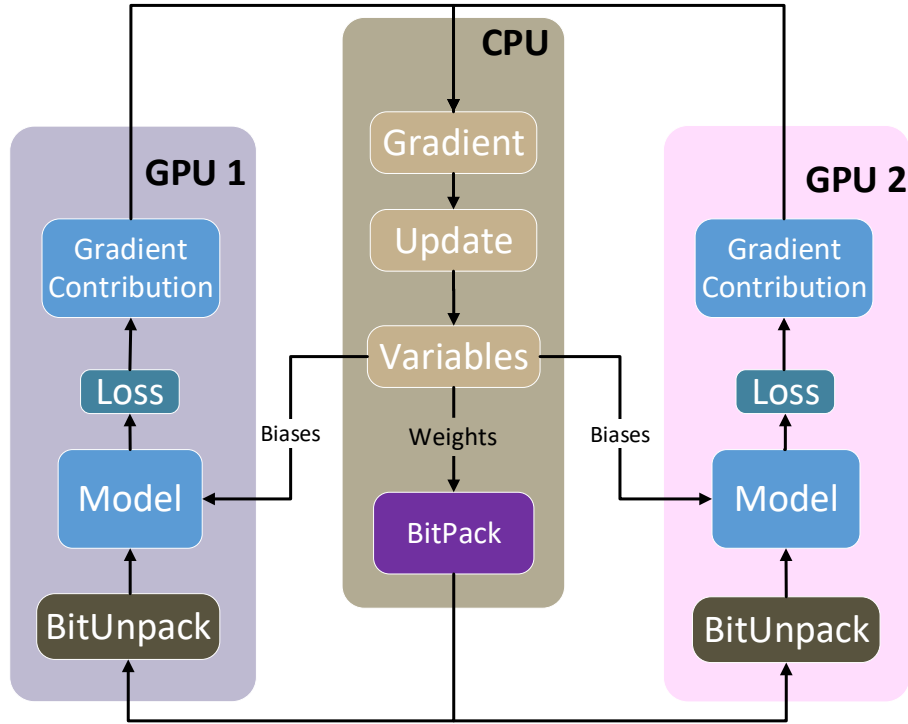 CPU
Gradient
Update
Variables
Weights
BitPack
GPU 1
Gradient
Contribution
Loss
Biases
Model
BitUnpack
GPU 2
Gradient
Contribution
Loss
Biases
Model
BitUnpack